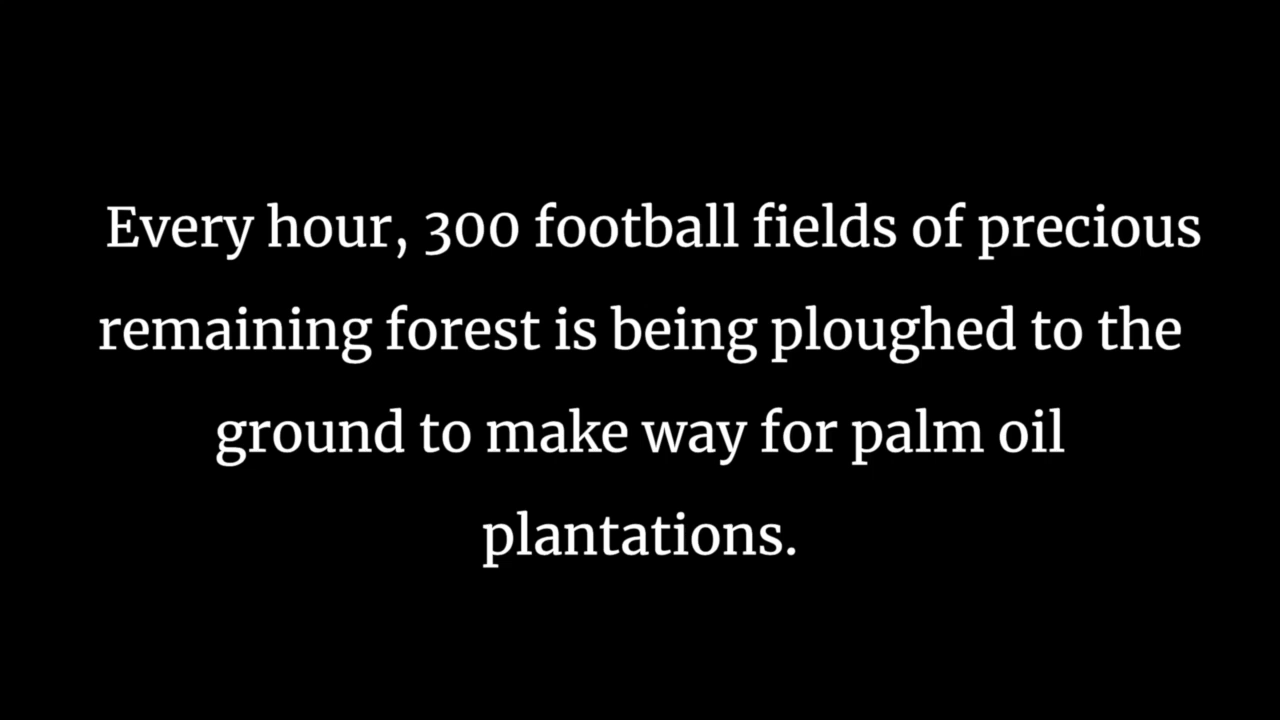 Every hour, 300 football fields of precious
remaining forest is being ploughed to the
ground to make way for palm oil
plantations.